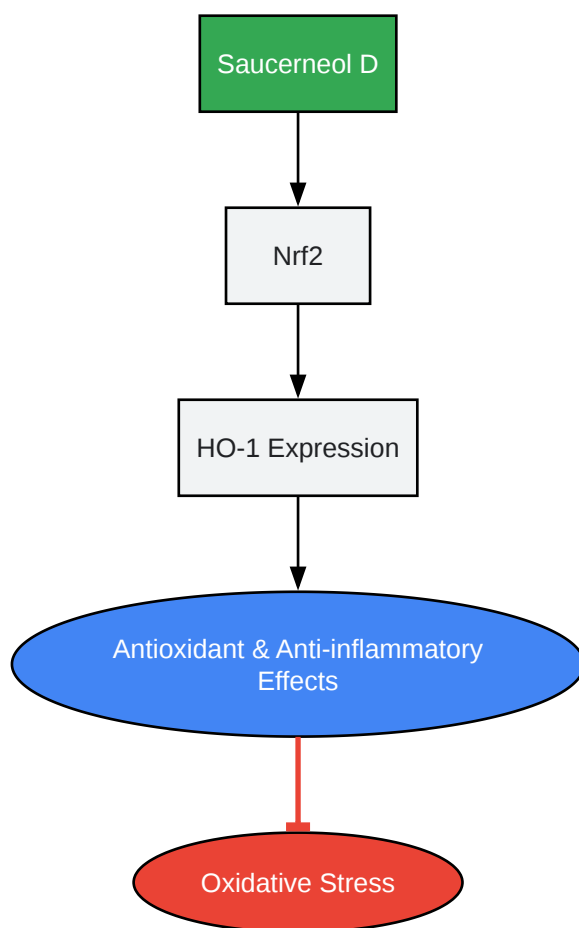 Saucerneol D
Nrf2
HO-1 Expression
Antioxidant & Anti-inflammatory
Effects
Oxidative Stress